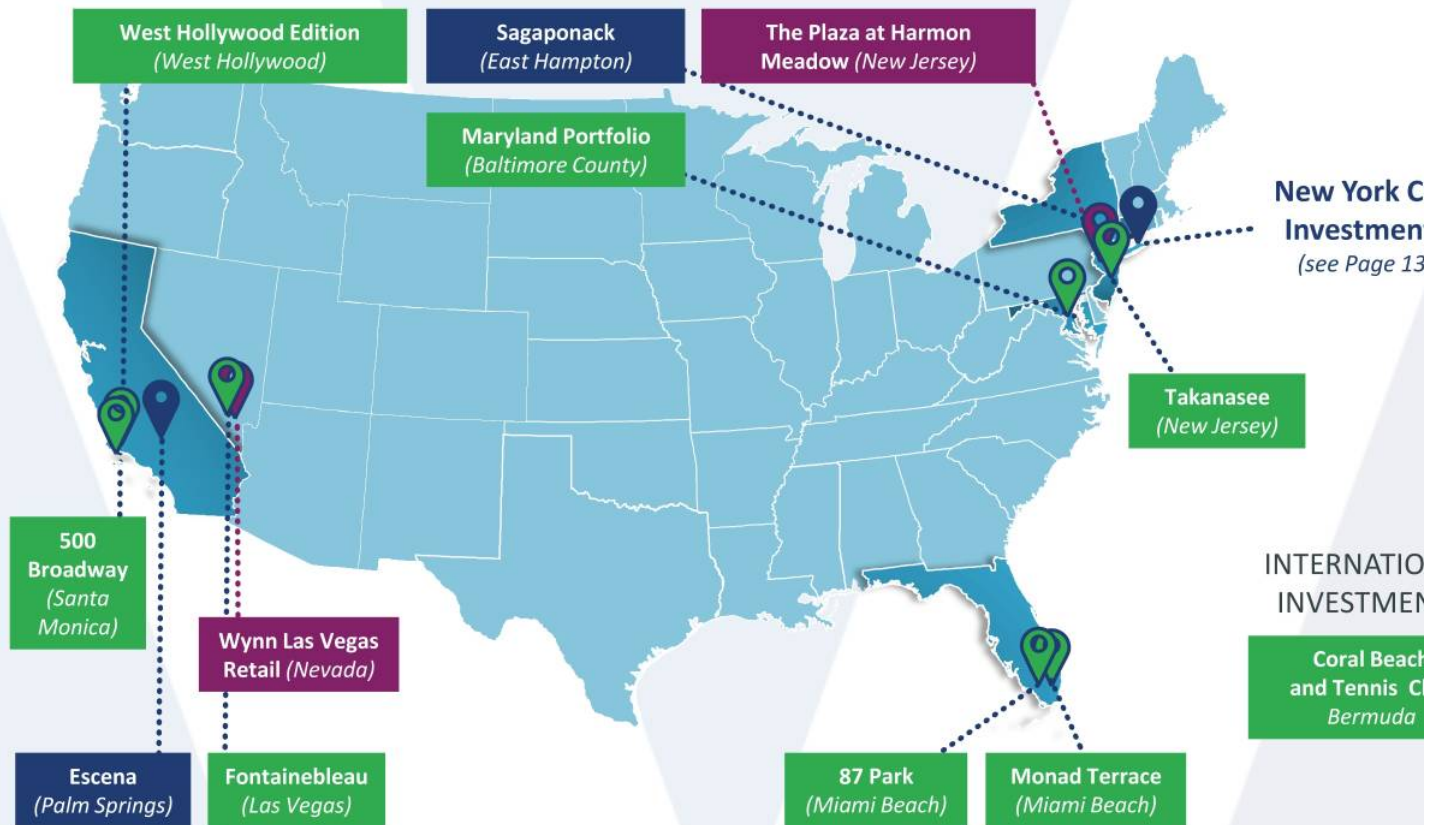 West Hollywood Edition
(West Hollywood)
Sagaponack
(East Hampton)
The Plaza at Harmon
Meadow (New Jersey)
Maryland Portfolio
(Baltimore County)
New York C
Investmen
(see Page 13
Takanasee
(New Jersey)
500
Broadway
(Santa
Monica)
Wynn Las Vegas
Retail (Nevada)
INTERNATIO
INVESTMEN
Coral Beach
and Tennis Cl
Bermuda
Escena
(Palm Springs)
Fontainebleau
(Las Vegas)
87 Park
(Miami Beach)
Monad Terrace
(Miami Beach)